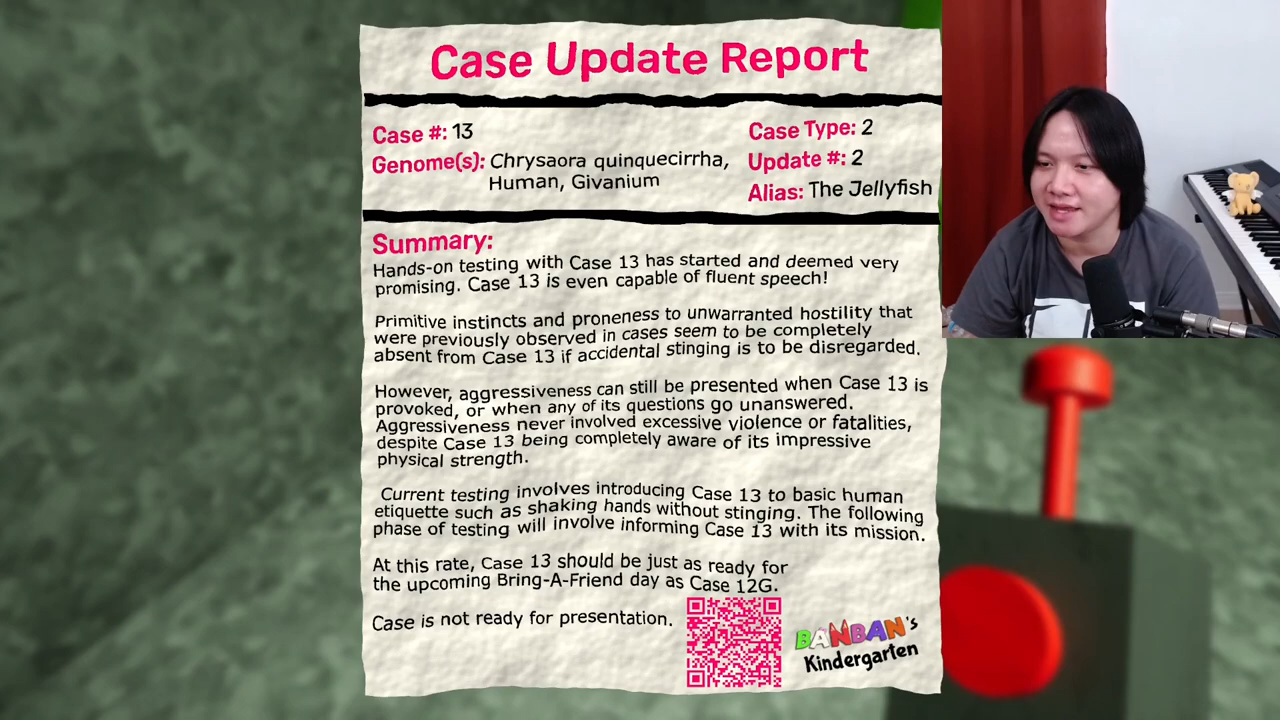 Case Update Report
Case #: 13
Case Type: 2
Genome(s): Chrysaora quinquecirrha,
Human, Givanium
Update #: 2
Alias: The Jellyfish
Summary:
Hands-on testing with Case 13 has started and deemed very
promising. Case 13 is even capable of fluent speech!
Primitive instincts and proneness to unwarranted hostility that
were previously observed in cases seem to be completely
absent from Case 13 if accidental stinging is to be disregarded.
However, aggressiveness can still be presented when Case 13 is
provoked, or when any of its questions go unanswered.
Aggressiveness never involved excessive violence or fatalities,
despite Case 13 being completely aware of its impressive
physical strength.
Current testing involves introducing Case 13 to basic human
etiquette such as shaking hands without stinging. The following
phase of testing will involve informing Case 13 with its mission.
At this rate, Case 13 should be just as ready for
the upcoming Bring-A-Friend day as Case 12G.
Case is not ready for presentation.
BANBAN's
Kindergarten